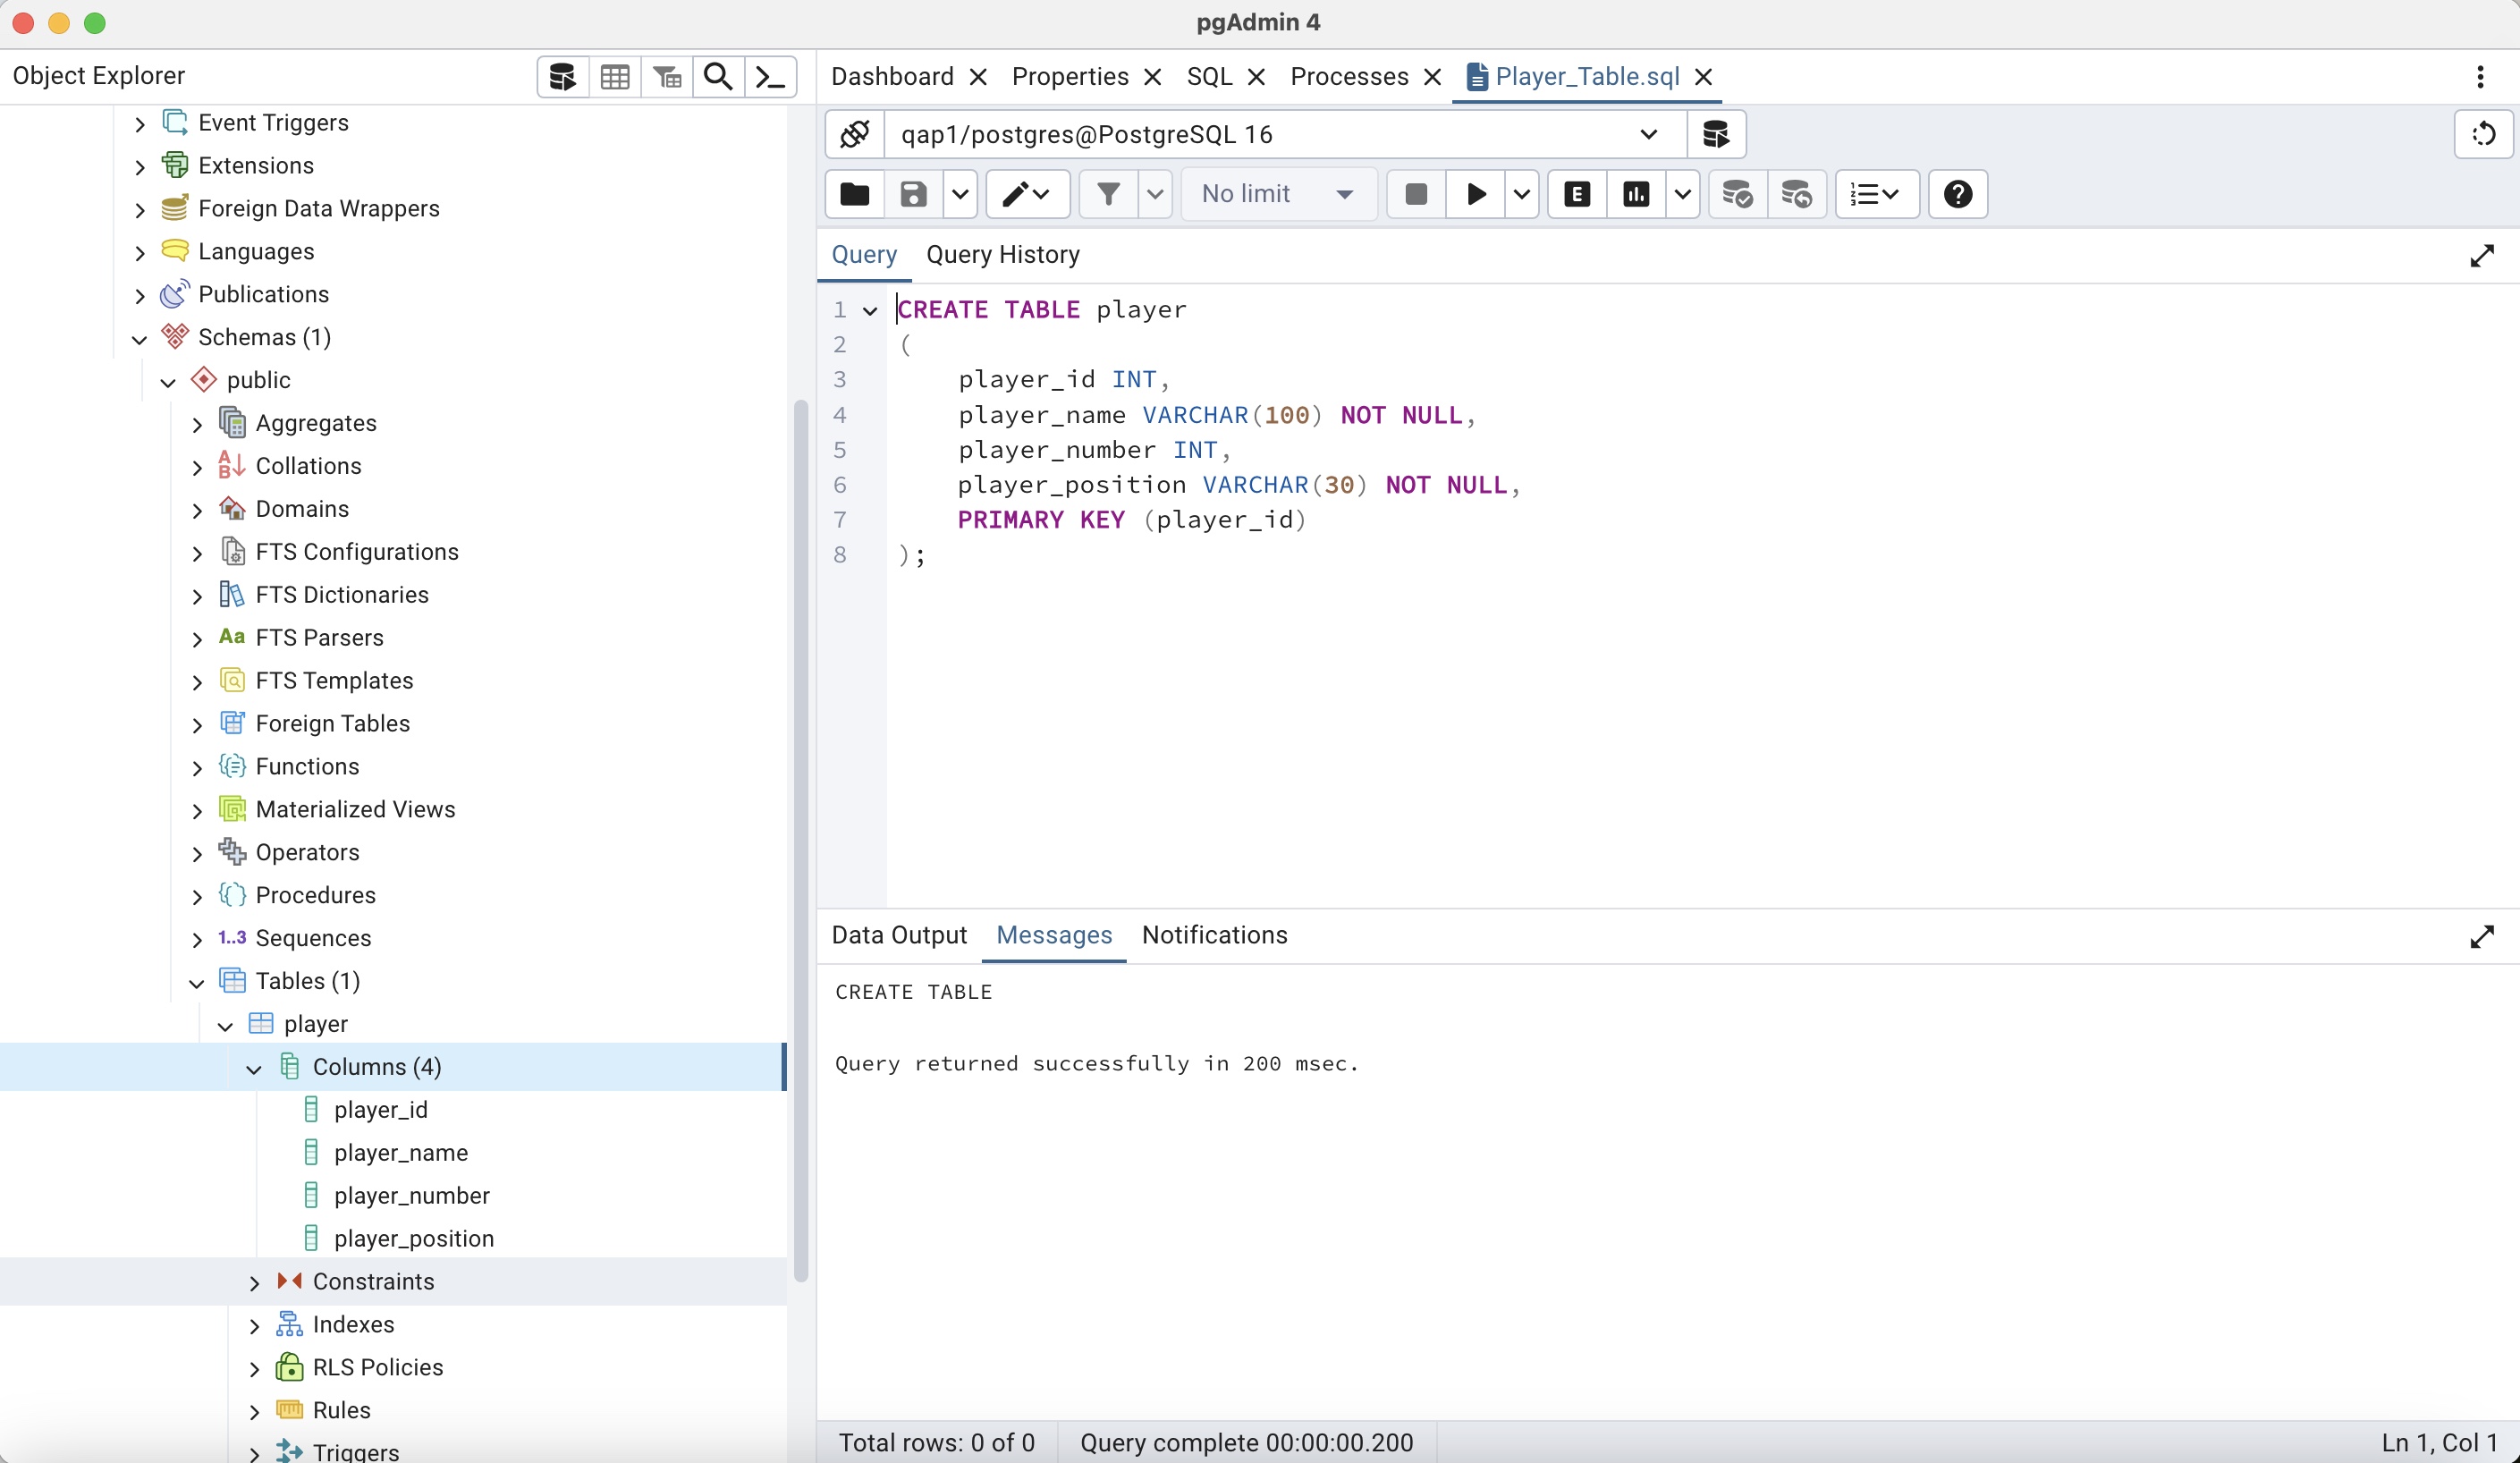 pgAdmin 4
Object Explorer
Event Triggers
Extensions
Foreign Data Wrappers
Languages
Publications
Schemas (1)
public
Aggregates
Collations
Domains
FTS Configurations
FTS Dictionaries
Aa FTS Parsers
FTS Templates
Foreign Tables
Functions
Materialized Views
Operators
Procedures
1..3 Sequences
Tables (1)
player
Columns (4)
player_id
player_name
player_number
player_position
Constraints
Indexes
RLS Policies
Rules
Triggers
Dashboard Properties SQL Processes Player_Table.sql
qap1/postgres@PostgreSQL 16
No limit E ?
Query Query History
1 CREATE TABLE player
2 (
3 player_id INT,
4 player_name VARCHAR(100) NOT NULL,
5 player_number INT,
6 player_position VARCHAR(30) NOT NULL,
7 PRIMARY KEY (player_id)
8 );
Data Output Messages Notifications
CREATE TABLE
Query returned successfully in 200 msec.
Total rows: 0 of 0 Query complete 00:00:00.200 Ln 1, Col 1